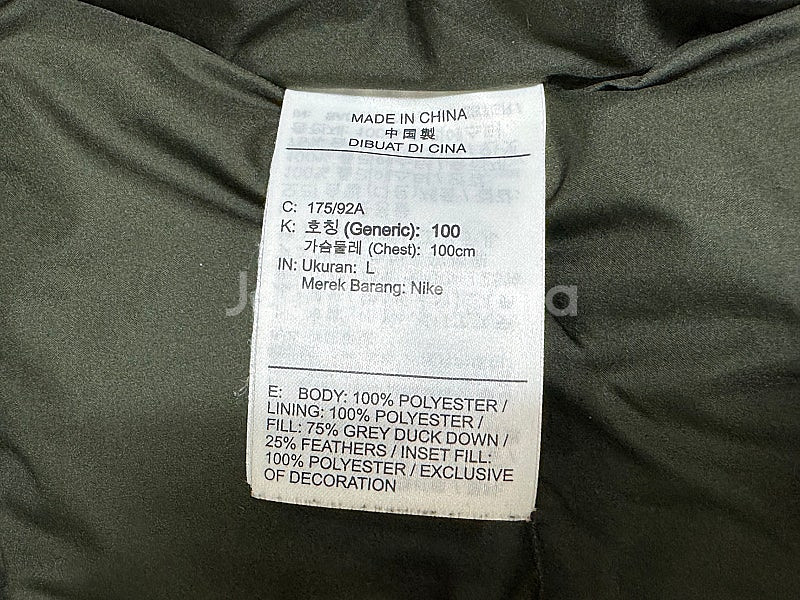 MADE IN CHINA
中国製
DIBUAT DI CINA
C: 175/92A
K: 호칭 (Generic): 100
가슴둘레 (Chest): 100cm
IN: Ukuran: L
Merek Barang: Nike
E: BODY: 100% POLYESTER /
LINING: 100% POLYESTER /
FILL: 75% GREY DUCK DOWN /
25% FEATHERS / INSET FILL:
100% POLYESTER / EXCLUSIVE
OF DECORATION